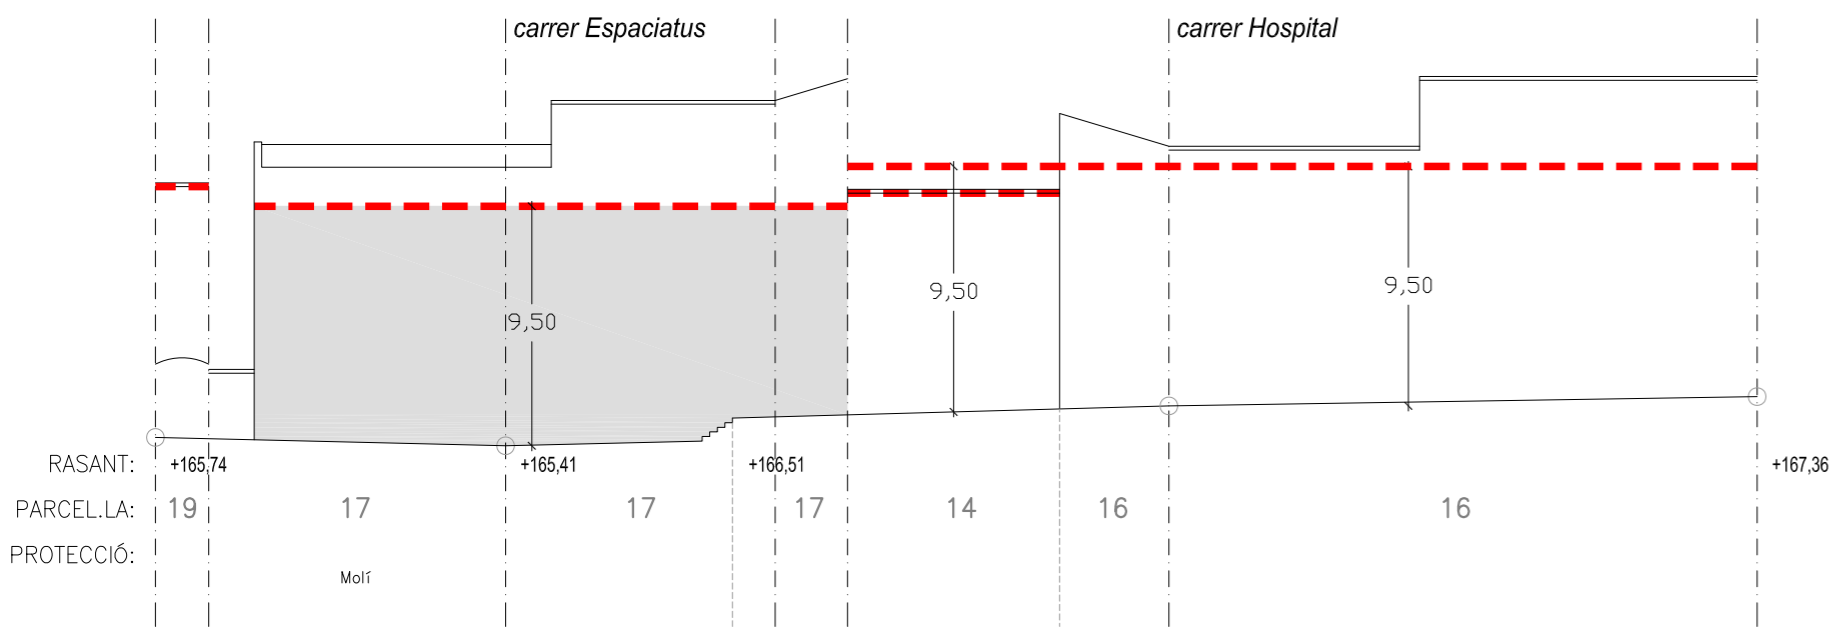 carrer Espaciatus
carrer Hospital
9,50
9,50
9,50
RASANT: +165,74 +165,41 +166,51 +167,36
PARCEL.LA: 19 17 17 17 14 16 16
PROTECCIÓ:
Molí